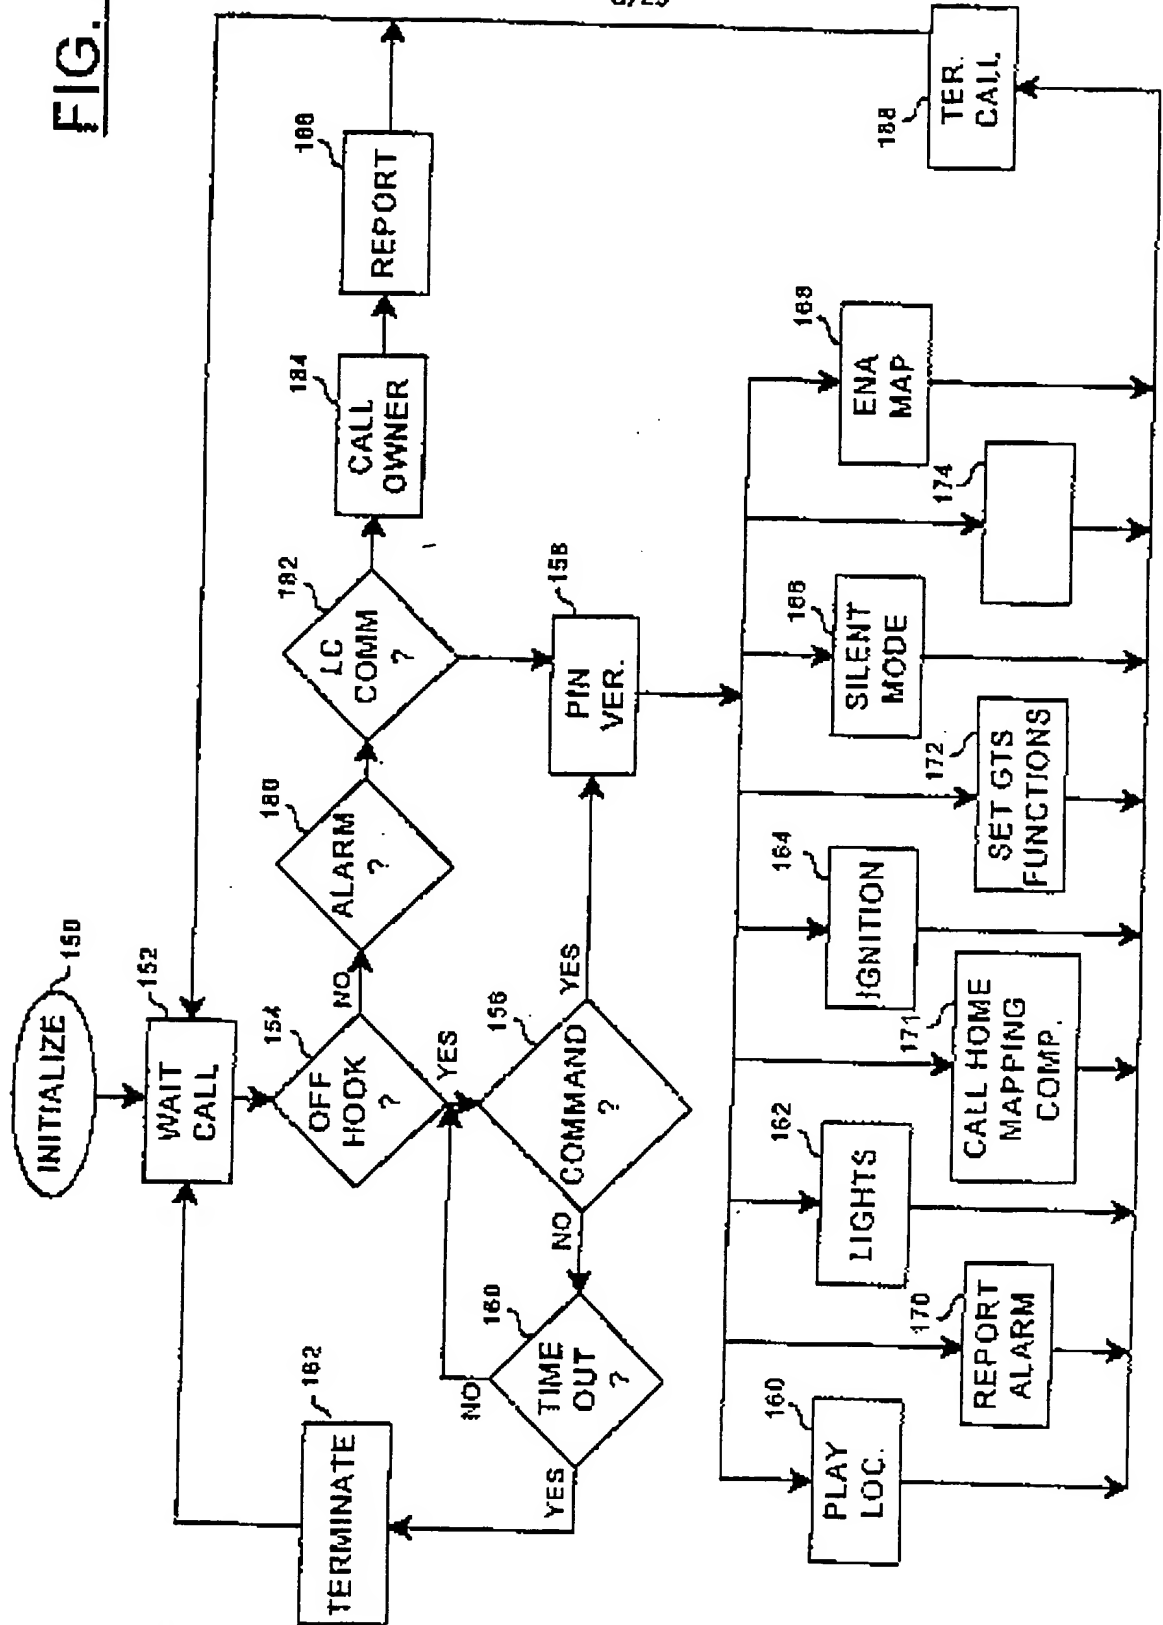 FIG.
INITIALIZE
150
WAIT
CALL
152
OFF
HOOK
?
154
NO
YES
ALARM
?
180
LC
COMM
?
182
CALL
OWNER
184
REPORT
186
COMMAND
?
156
YES
NO
PIN
VER.
158
TIME
OUT
?
160
NO
YES
TERMINATE
162
PLAY
LOC.
160
REPORT
ALARM
170
LIGHTS
162
CALL HOME
MAPPING
COMP.
171
IGNITION
164
SET GTS
FUNCTIONS
172
SILENT
MODE
166
174
ENA
MAP
168
TER.
CALL
188